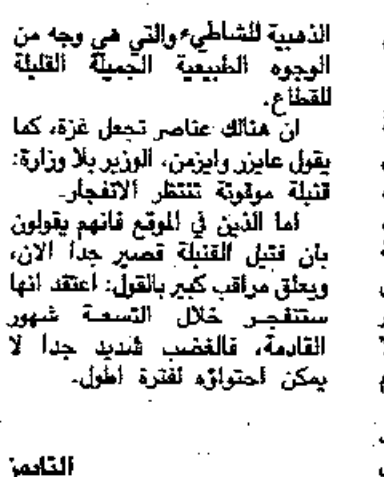 الذهبية للشاطيء والتي هي وجه من
الوجوه الطبيعية الجميلة القليلة
للقطاع.
ان هنالك عناصر تجعل غزة، كما
يقول عايزر وايزمن، الوزير بلا وزارة:
قنبلة موقوتة تنتظر الانفجار.
اما الذين في الموقع فانهم يقولون
بان فتيل القنبلة قصير جدا الان،
ويعلق مراقب كبير بالقول: اعتقد انها
ستنفجر خلال التسعة شهور
القادمة، فالغضب شديد جدا لا
يمكن احتواؤه لفترة اطول.
التايمز